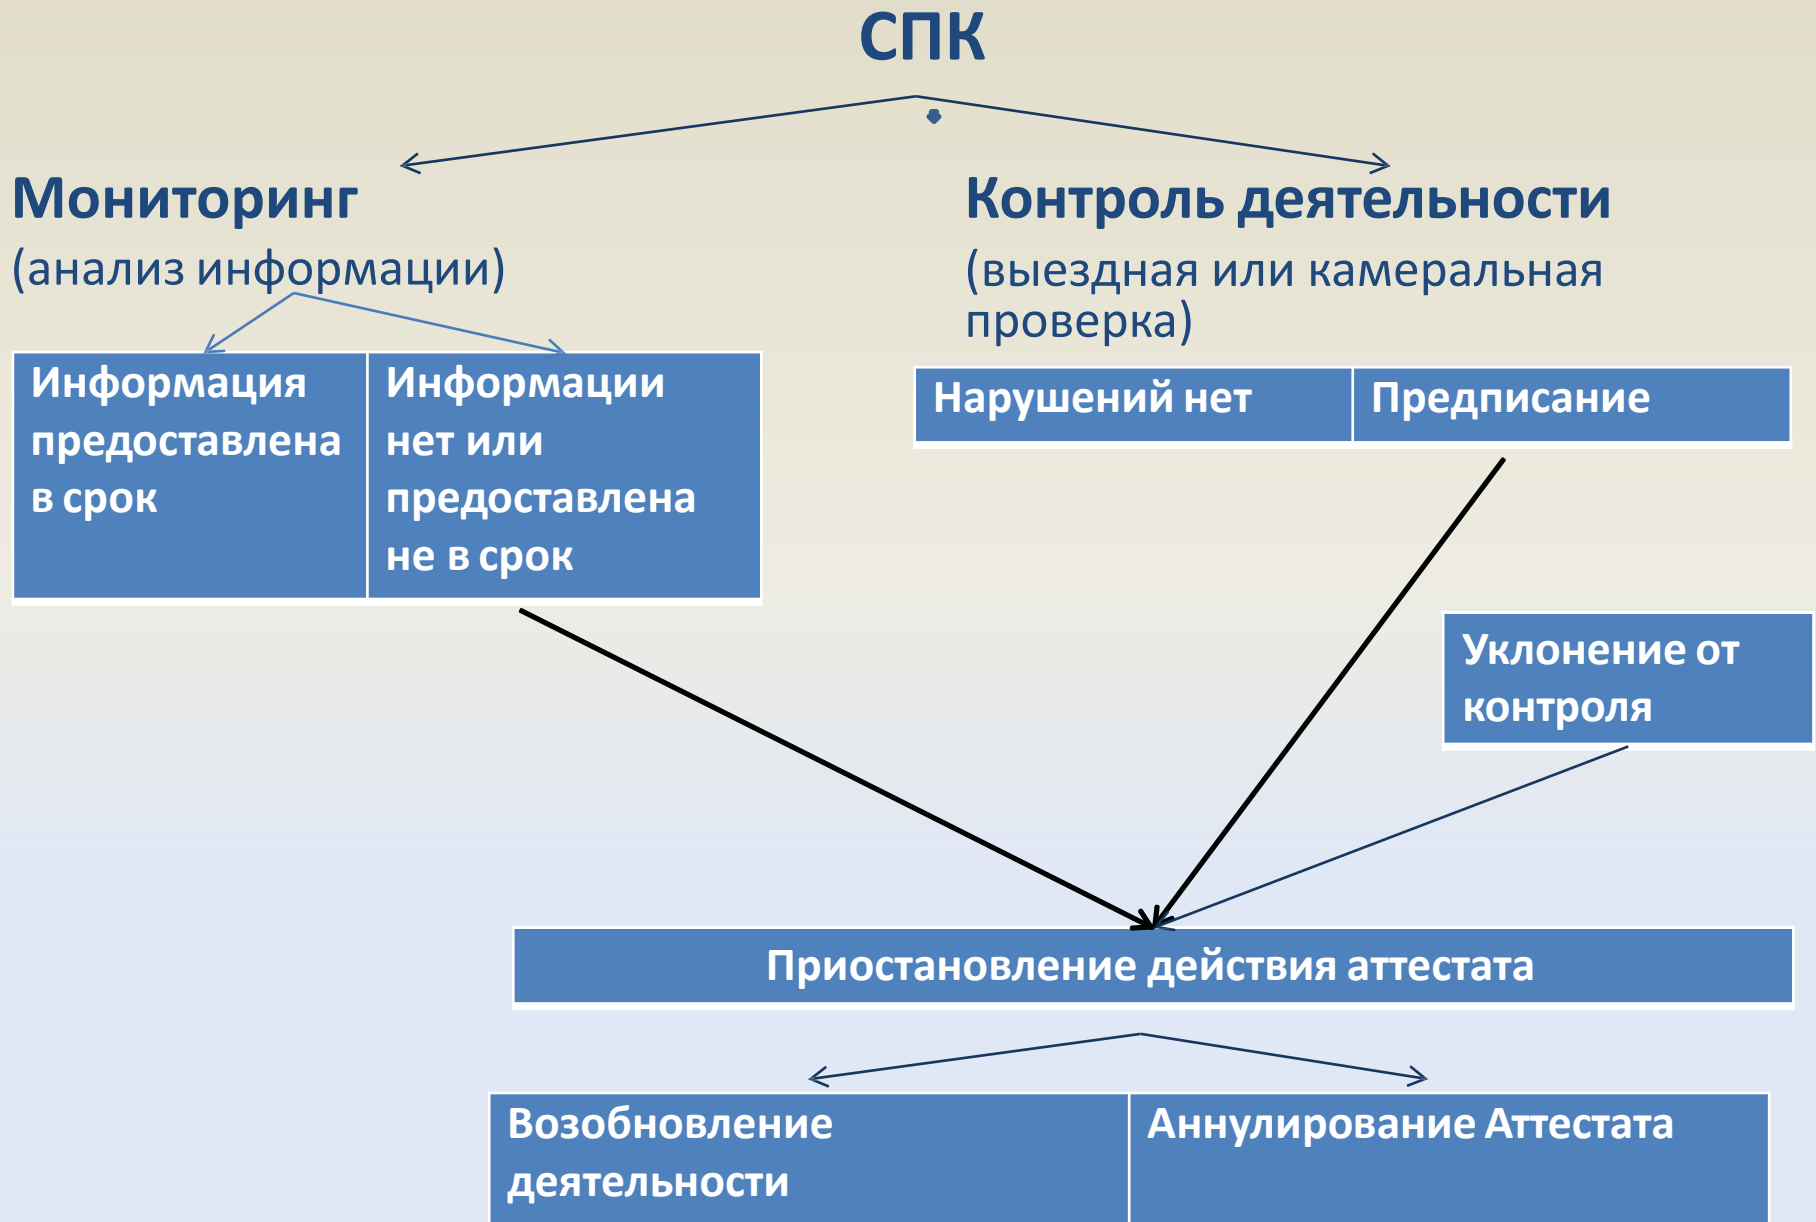 СПК
Мониторинг
(анализ информации)
Информация
предоставлена
в срок
Информации
нет или
предоставлена
не в срок
Контроль деятельности
(выездная или камеральная
проверка)
Нарушений нет
Предписание
Уклонение от
контроля
Приостановление действия аттестата
Возобновление
деятельности
Аннулирование Аттестата